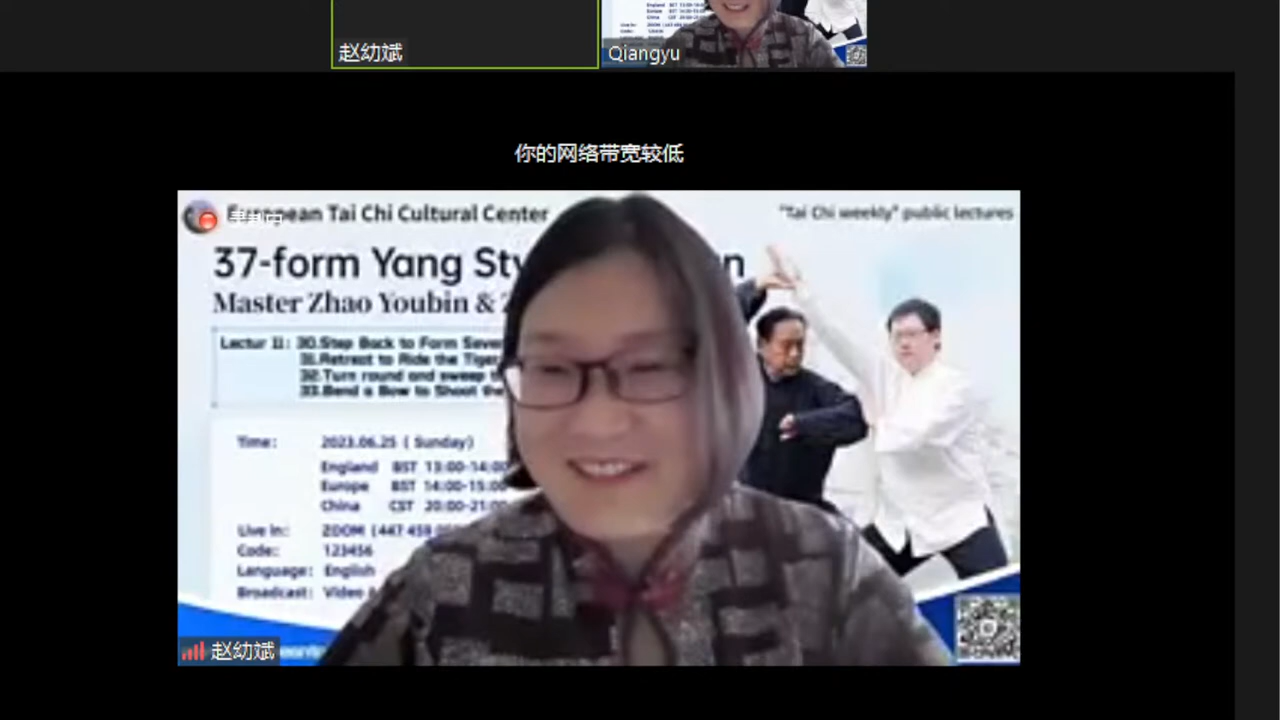 赵幼斌
Qiangyu
你的网络带宽较低
European Tai Chi Cultural Center
"Tai Chi weekly" public lectures
37-form Yang Sty
Master Zhao Youbin &
Lectur 11: 30.Step Back to Form Seve
31.Retreat to Ride the Tiger
32.Turn round and sweep
33.Bend a Bow to Shoot the
Time: 2023.06.25 ( Sunday)
England BST 13:00-14:00
Europe BST 14:00-15:00
China CST 20:00-21:00
Live in: ZOOM (447 459
Code: 123456
Language: English
Broadcast: Video
赵幼斌